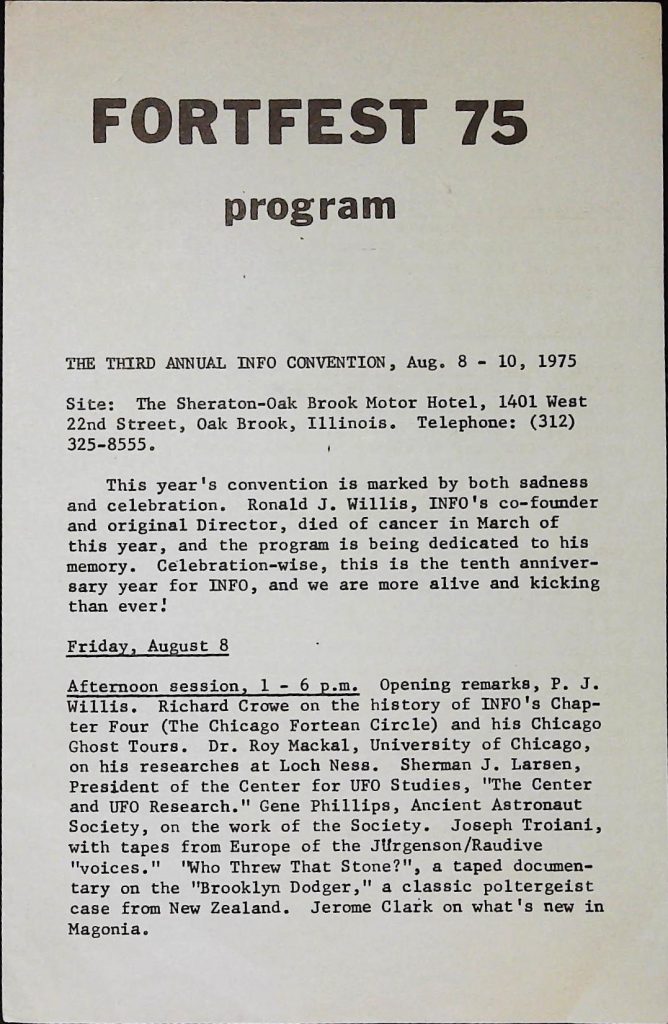 FORTFEST 75
program
THE THIRD ANNUAL INFO CONVENTION, Aug. 8 - 10, 1975
Site: The Sheraton-Oak Brook Motor Hotel, 1401 West
22nd Street, Oak Brook, Illinois. Telephone: (312)
325-8555.
This year's convention is marked by both sadness
and celebration. Ronald J. Willis, INFO's co-founder
and original Director, died of cancer in March of
this year, and the program is being dedicated to his
memory. Celebration-wise, this is the tenth anniver-
sary year for INFO, and we are more alive and kicking
than ever!
Friday, August 8
Afternoon session, 1 - 6 p.m. Opening remarks, P. J.
Willis. Richard Crowe on the history of INFO's Chap-
ter Four (The Chicago Fortean Circle) and his Chicago
Ghost Tours. Dr. Roy Mackal, University of Chicago,
on his researches at Loch Ness. Sherman J. Larsen,
President of the Center for UFO Studies, "The Center
and UFO Research." Gene Phillips, Ancient Astronaut
Society, on the work of the Society. Joseph Troiani,
with tapes from Europe of the Jürgenson/Raudive
"voices." "Who Threw That Stone?", a taped documen-
tary on the "Brooklyn Dodger," a classic poltergeist
case from New Zealand. Jerome Clark on what's new in
Magonia.